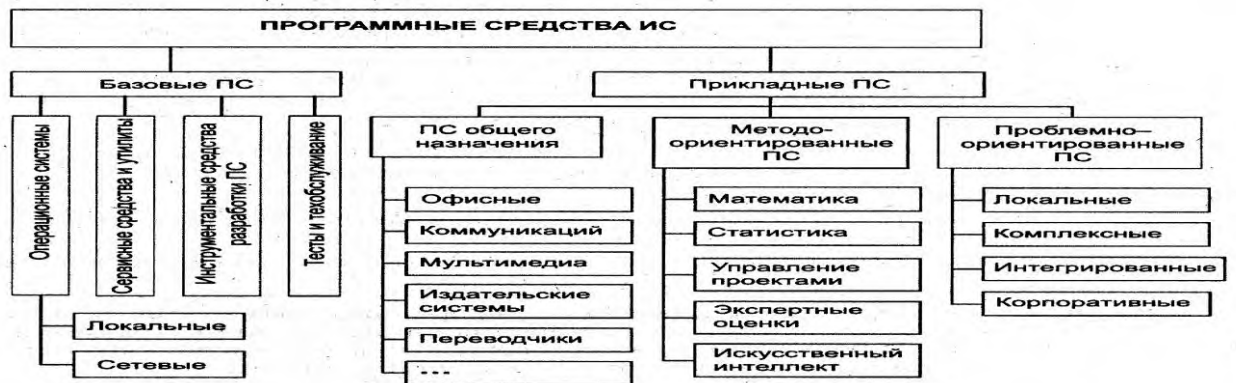 ПРОГРАММНЫЕ СРЕДСТВА ИС
Базовые ПС
Прикладные ПС
Операционные системы
Сервисные средства и утилиты
Инструментальные средства
разработки ПС
Тесты и техобслуживание
Локальные
Сетевые
ПС общего
назначения
Офисные
Коммуникаций
Мультимедиа
Издательские
системы
Переводчики
...
Методо-
ориентированные
ПС
Математика
Статистика
Управление
проектами
Экспертные
оценки
Искусственный
интеллект
Проблемно–
ориентированные
ПС
Локальные
Комплексные
Интегрированные
Корпоративные